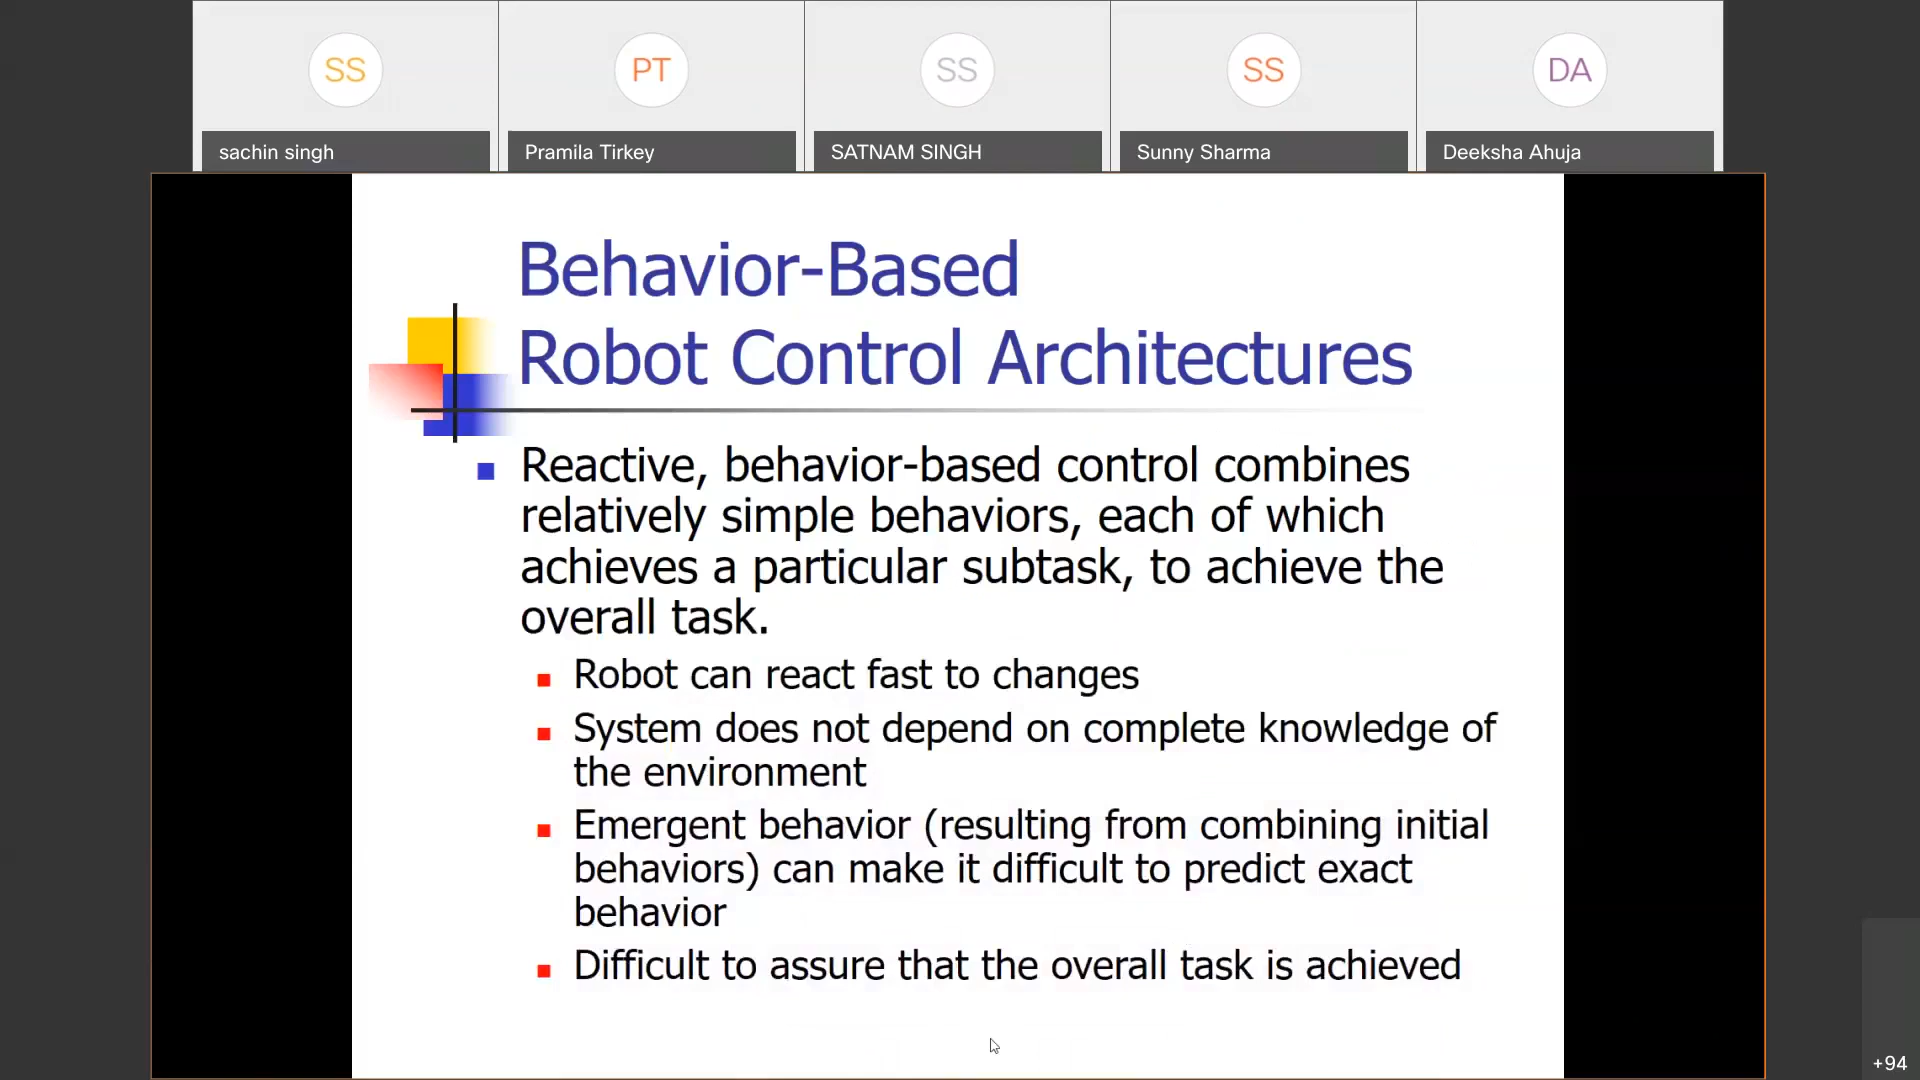 SS
PT
SS
SS
DA
sachin singh
Pramila Tirkey
SATNAM SINGH
Sunny Sharma
Deeksha Ahuja
Behavior-Based
Robot Control Architectures
Reactive, behavior-based control combines
relatively simple behaviors, each of which
achieves a particular subtask, to achieve the
overall task.
Robot can react fast to changes
System does not depend on complete knowledge of
the environment
Emergent behavior (resulting from combining initial
behaviors) can make it difficult to predict exact
behavior
Difficult to assure that the overall task is achieved
+94